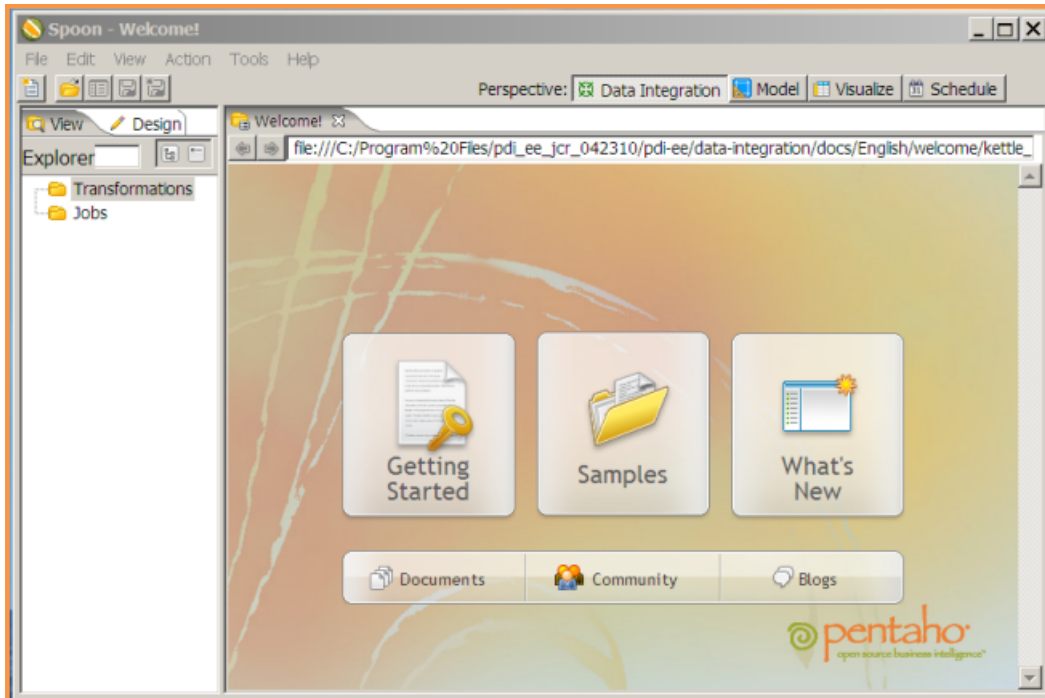 Spoon - Welcome!
File Edit View Action Tools Help
Perspective: Data Integration Model Visualize Schedule
View Design
Welcome!
Explorer
file:///C:/Program%20Files/pdi_ee_jcr_042310/pdi-ee/data-integration/docs/English/welcome/kettle_
Transformations
Jobs
Getting
Started
Samples
What's
New
Documents
Community
Blogs
pentaho
open source business intelligence